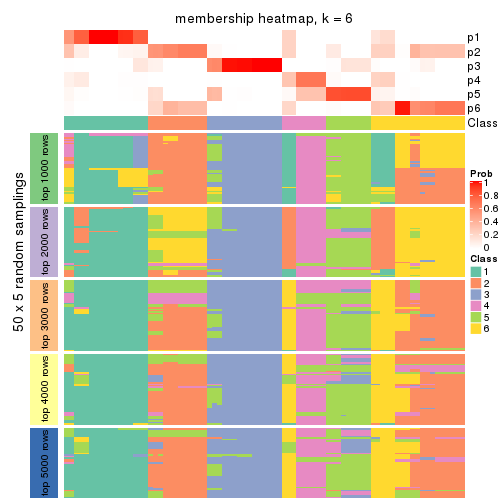 membership heatmap, k = 6
p1
p2
p3
p4
p5
p6
Class
50 x 5 random samplings
top 1000 rows
top 2000 rows
top 3000 rows
top 4000 rows
top 5000 rows
Prob
1
0.8
0.6
0.4
0.2
0
Class
1
2
3
4
5
6